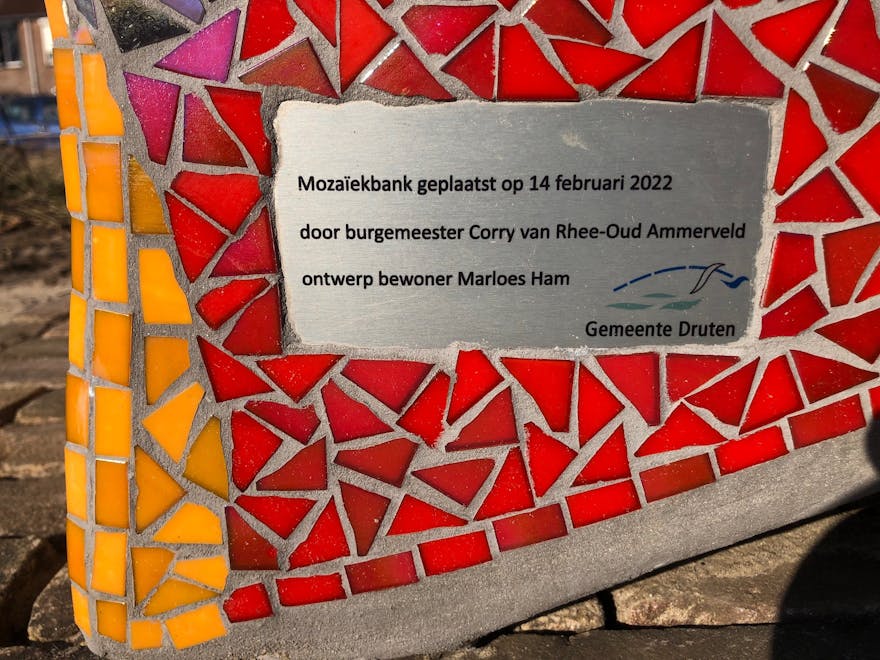 Mozaïekbank geplaatst op 14 februari 2022
door burgemeester Corry van Rhee-Oud Ammerveld
ontwerp bewoner Marloes Ham
Gemeente Druten